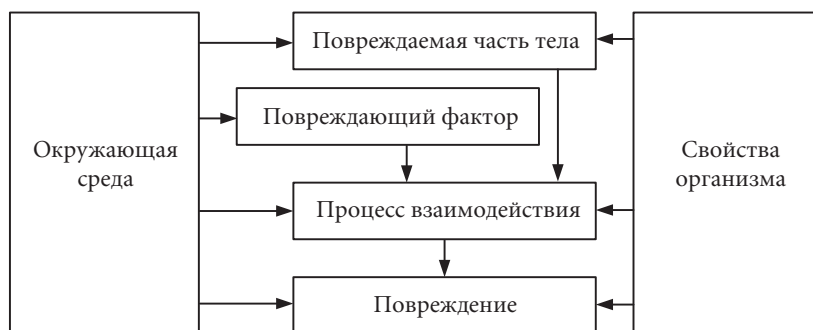 Повреждаемая часть тела
Повреждающий фактор
Окружающая
среда
Свойства
организма
Процесс взаимодействия
Повреждение